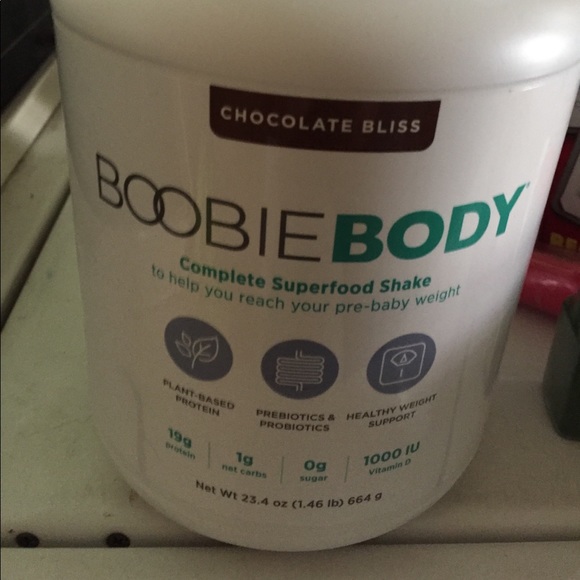 CHOCOLATE BLISS
BOOBIEBODY
Complete Superfood Shake
to help you reach your pre-baby weight
PLANT-BASED
PROTEIN
PREBIOTICS &
PROBIOTICS
HEALTHY WEIGHT
SUPPORT
19g
protein
1g
net carbs
0g
sugar
1000 IU
Vitamin D
Net Wt 23.4 oz (1.46 lb) 664 g